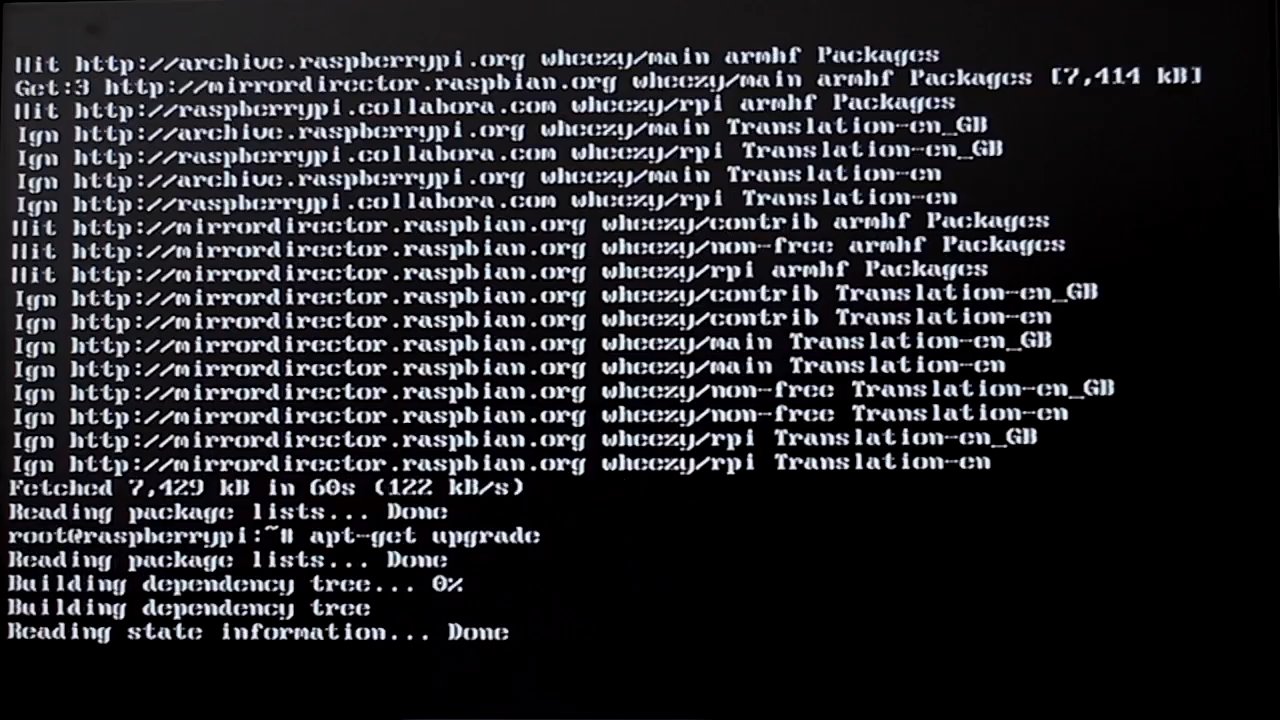 Hit http://archive.raspberrypi.org wheezy/main armhf Packages
Get:3 http://mirrordirector.raspbian.org wheezy/main armhf Packages [7,414 kB]
Hit http://raspberrypi.collabora.com wheezy/rpi armhf Packages
Ign http://archive.raspberrypi.org wheezy/main Translation-en_GB
Ign http://raspberrypi.collabora.com wheezy/rpi Translation-en_GB
Ign http://archive.raspberrypi.org wheezy/main Translation-en
Ign http://raspberrypi.collabora.com wheezy/rpi Translation-en
Hit http://mirrordirector.raspbian.org wheezy/contrib armhf Packages
Hit http://mirrordirector.raspbian.org wheezy/non-free armhf Packages
Hit http://mirrordirector.raspbian.org wheezy/rpi armhf Packages
Ign http://mirrordirector.raspbian.org wheezy/contrib Translation-en_GB
Ign http://mirrordirector.raspbian.org wheezy/contrib Translation-en
Ign http://mirrordirector.raspbian.org wheezy/main Translation-en_GB
Ign http://mirrordirector.raspbian.org wheezy/main Translation-en
Ign http://mirrordirector.raspbian.org wheezy/non-free Translation-en_GB
Ign http://mirrordirector.raspbian.org wheezy/non-free Translation-en
Ign http://mirrordirector.raspbian.org wheezy/rpi Translation-en_GB
Ign http://mirrordirector.raspbian.org wheezy/rpi Translation-en
Fetched 7,429 kB in 60s (122 kB/s)
Reading package lists... Done
root@raspberrypi:~# apt-get upgrade
Reading package lists... Done
Building dependency tree... 0%
Building dependency tree
Reading state information... Done